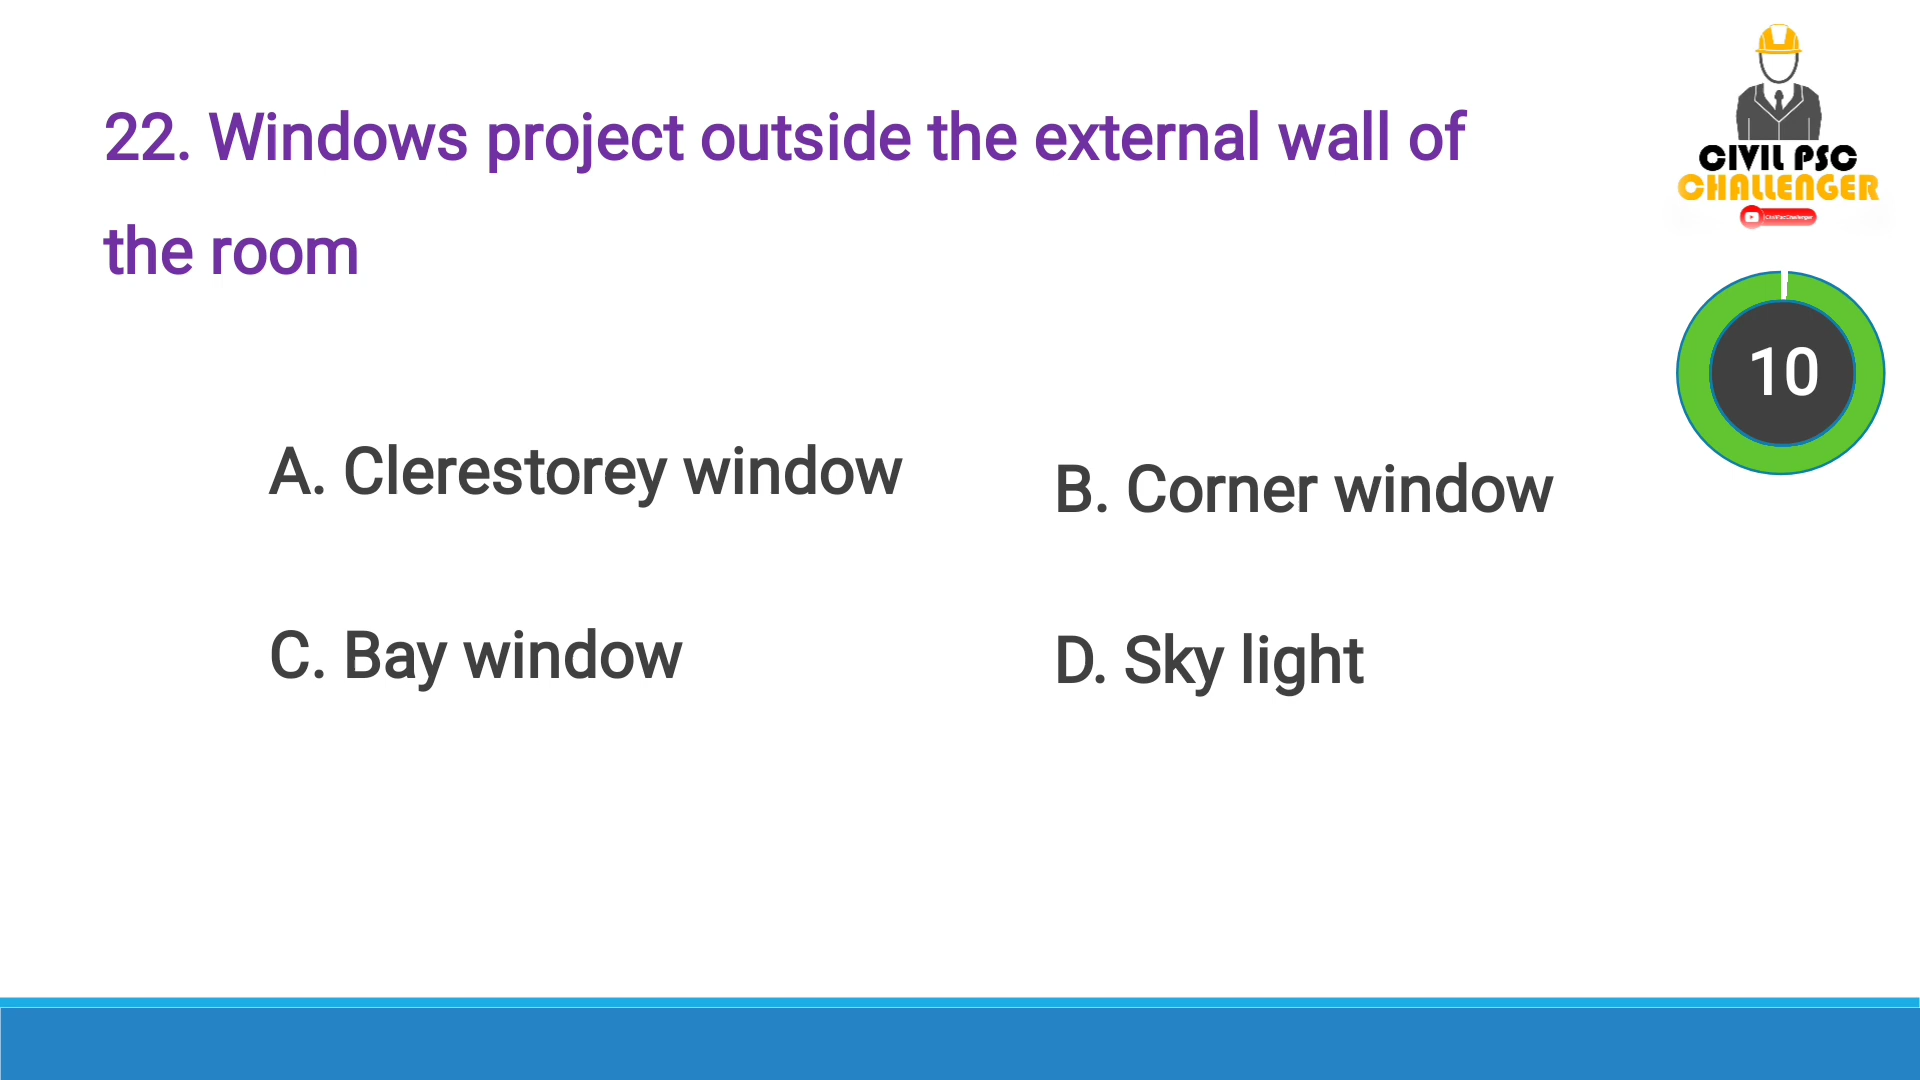 22. Windows project outside the external wall of
the room
CIVIL PSC
CHALLENGER
10
A. Clerestorey window
B. Corner window
C. Bay window
D. Sky light